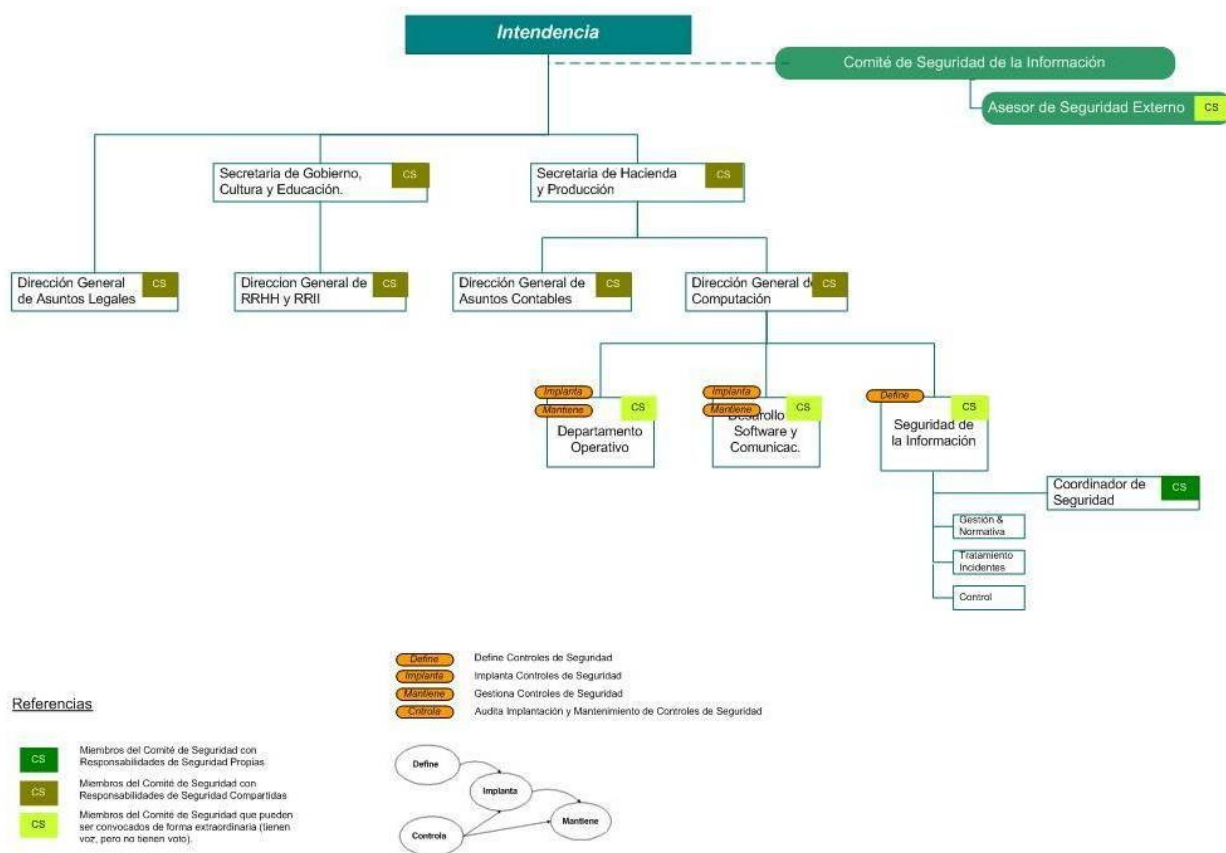 Intendencia
Comité de Seguridad de la Información
Asesor de Seguridad Externo
CS
Secretaria de Gobierno,
Cultura y Educación.
CS
Secretaria de Hacienda
y Producción
CS
Dirección General
de Asuntos Legales
CS
Direccion General de
RRHH y RRII
CS
Dirección General de
Asuntos Contables
CS
Dirección General de
Computación
CS
Implanta
Mantiene
CS
Departamento
Operativo
Implanta
Mantiene
CS
Desarollo
Software y
Comunicac.
Define
CS
Seguridad de
la Información
Coordinador de
Seguridad
CS
Gestión &
Normativa
Tratamiento
Incidentes
Control
Define
Define Controles de Seguridad
Implanta
Implanta Controles de Seguridad
Mantiene
Gestiona Controles de Seguridad
Critrola
Audita Implantación y Mantenimiento de Controles de Seguridad
Referencias
CS
Miembros del Comité de Seguridad con
Responsabilidades de Seguridad Propias
CS
Miembros del Comité de Seguridad con
Responsabilidades de Seguridad Compartidas
CS
Miembros del Comité de Seguridad que pueden
ser convocados de forma extraordinaria (tienen
voz, pero no tienen voto).
Define
Implanta
Mantiene
Controla